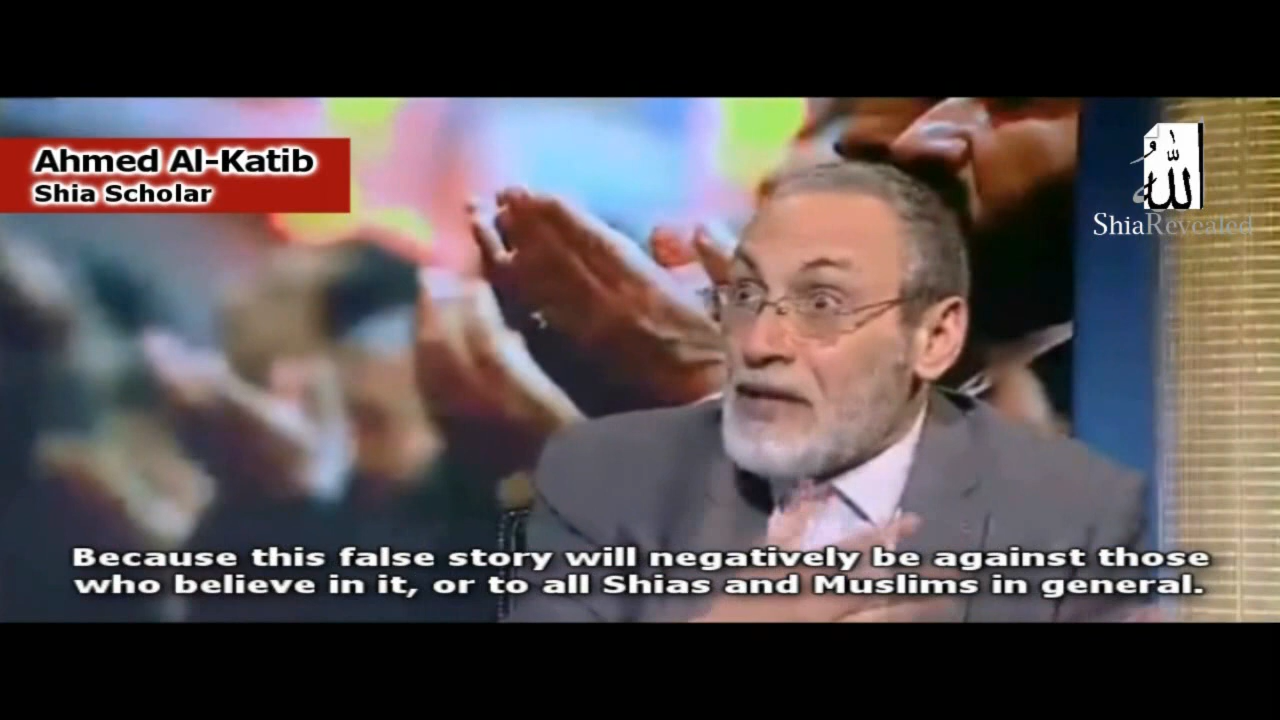 Ahmed Al-Katib
Shia Scholar
الله
ShiaRevealed
Because this false story will negatively be against those
who believe in it, or to all Shias and Muslims in general.